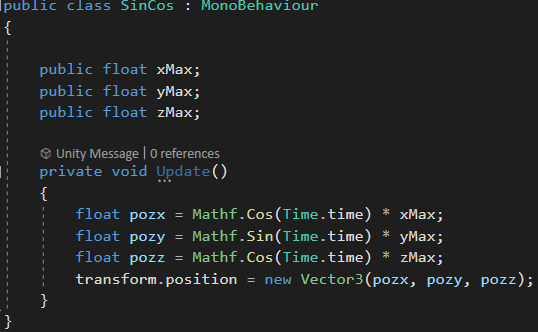 public class SinCos : MonoBehaviour
{
public float xMax;
public float yMax;
public float zMax;
Unity Message | 0 references
private void Update()
{
float pozx = Mathf.Cos(Time.time) * xMax;
float pozy = Mathf.Sin(Time.time) * yMax;
float pozz = Mathf.Cos(Time.time) * zMax;
transform.position = new Vector3(pozx, pozy, pozz);
}
}